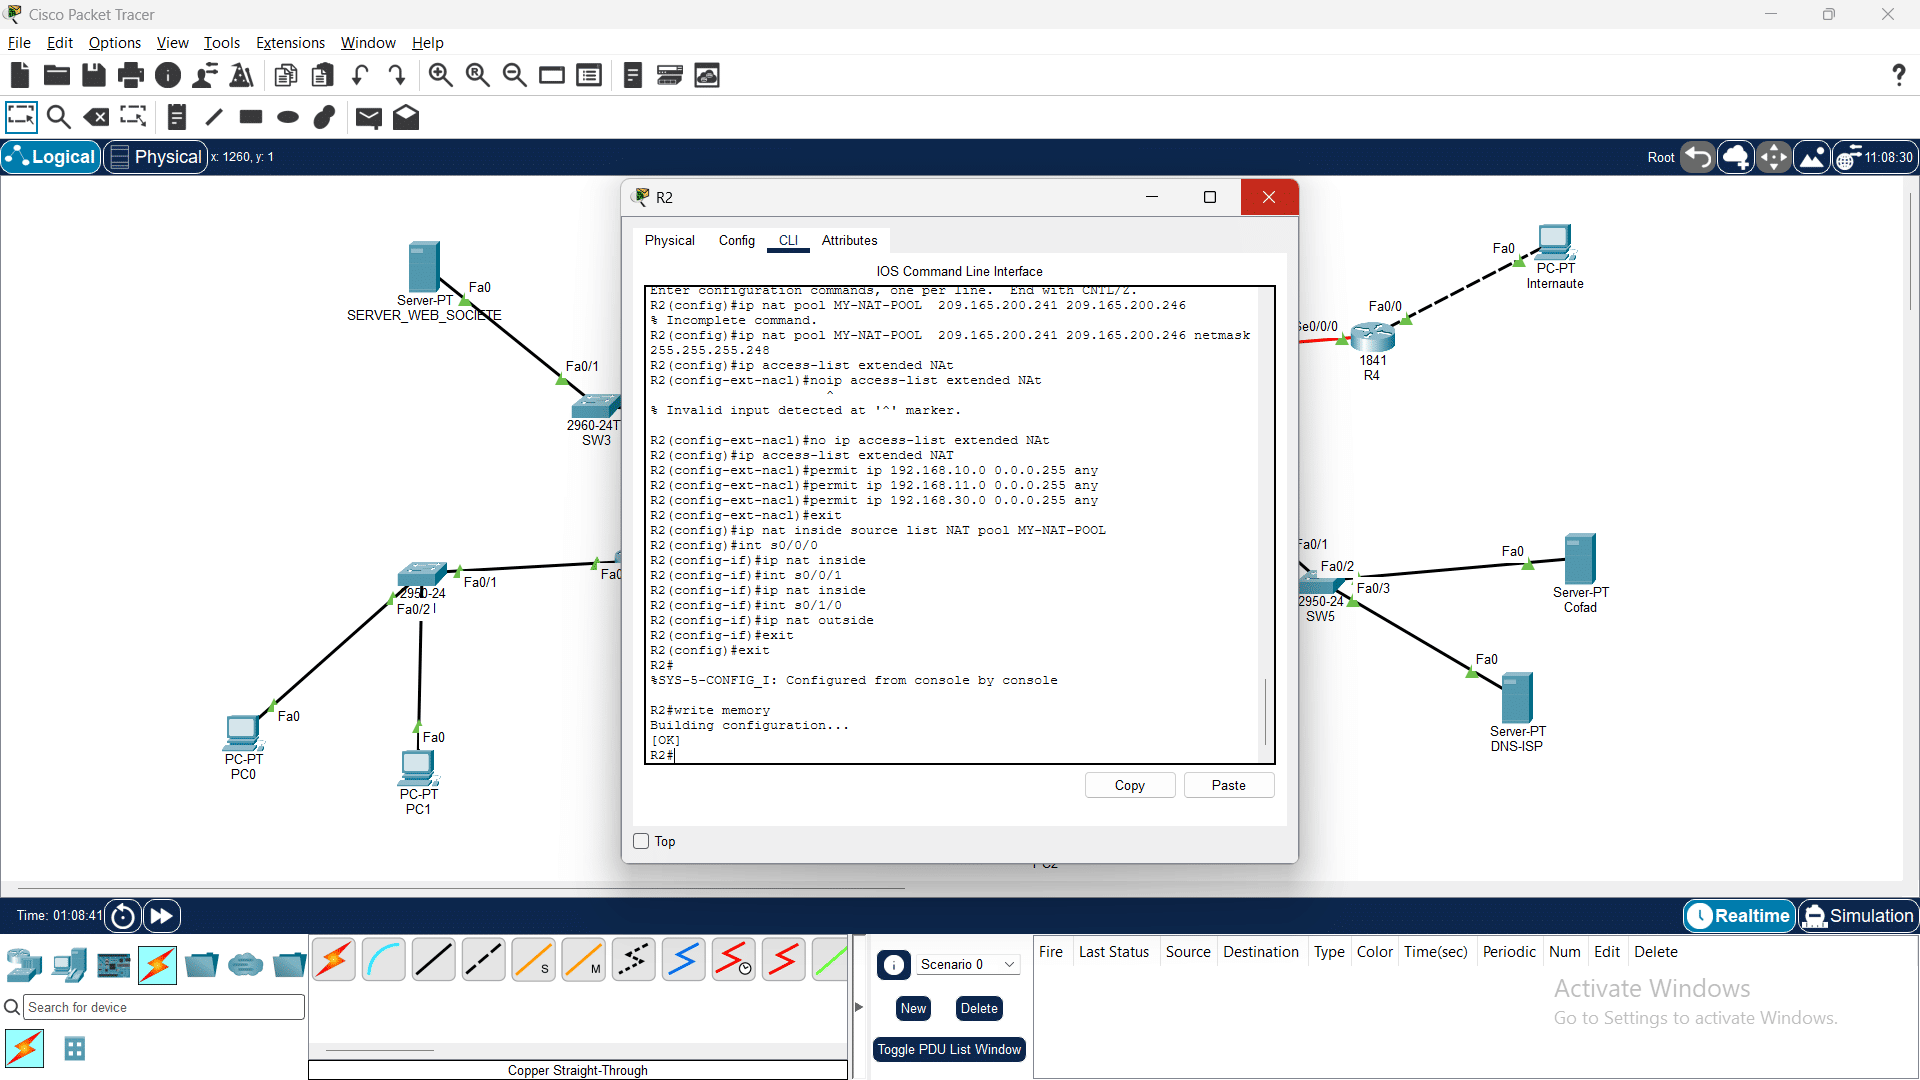 Cisco Packet Tracer
File Edit Options View Tools Extensions Window Help
Logical Physical x: 1260, y: 1 Root 11:08:30
R2
Physical Config CLI Attributes
IOS Command Line Interface
Enter configuration commands, one per line. End with CNTL/Z.
R2(config)#ip nat pool MY-NAT-POOL 209.165.200.241 209.165.200.246
% Incomplete command.
R2(config)#ip nat pool MY-NAT-POOL 209.165.200.241 209.165.200.246 netmask
255.255.255.248
R2(config)#ip access-list extended NAt
R2(config-ext-nacl)#noip access-list extended NAt
^
% Invalid input detected at '^' marker.
R2(config-ext-nacl)#no ip access-list extended NAt
R2(config)#ip access-list extended NAT
R2(config-ext-nacl)#permit ip 192.168.10.0 0.0.0.255 any
R2(config-ext-nacl)#permit ip 192.168.11.0 0.0.0.255 any
R2(config-ext-nacl)#permit ip 192.168.30.0 0.0.0.255 any
R2(config-ext-nacl)#exit
R2(config)#ip nat inside source list NAT pool MY-NAT-POOL
R2(config)#int s0/0/0
R2(config-if)#ip nat inside
R2(config-if)#int s0/0/1
R2(config-if)#ip nat inside
R2(config-if)#int s0/1/0
R2(config-if)#ip nat outside
R2(config-if)#exit
R2(config)#exit
R2#
%SYS-5-CONFIG_I: Configured from console by console
R2#write memory
Building configuration...
[OK]
R2#
Copy Paste
Top
Fa0
Server-PT
SERVER_WEB_SOCIETE
Fa0/1
2960-24T
SW3
Fa0/1
2950-24
Fa0/2
Fa0
PC-PT
PC0
Fa0
PC-PT
PC1
Fa0
PC-PT
Internaute
Fa0/0
Se0/0/0
1841
R4
Fa0/1
Fa0/2
Fa0/3
2950-24
SW5
Fa0
Server-PT
Cofad
Fa0
Server-PT
DNS-ISP
PC2
Time: 01:08:41 Realtime Simulation
Search for device
S M
Copper Straight-Through
Scenario 0
New Delete
Toggle PDU List Window
Fire Last Status Source Destination Type Color Time(sec) Periodic Num Edit Delete
Activate Windows
Go to Settings to activate Windows.